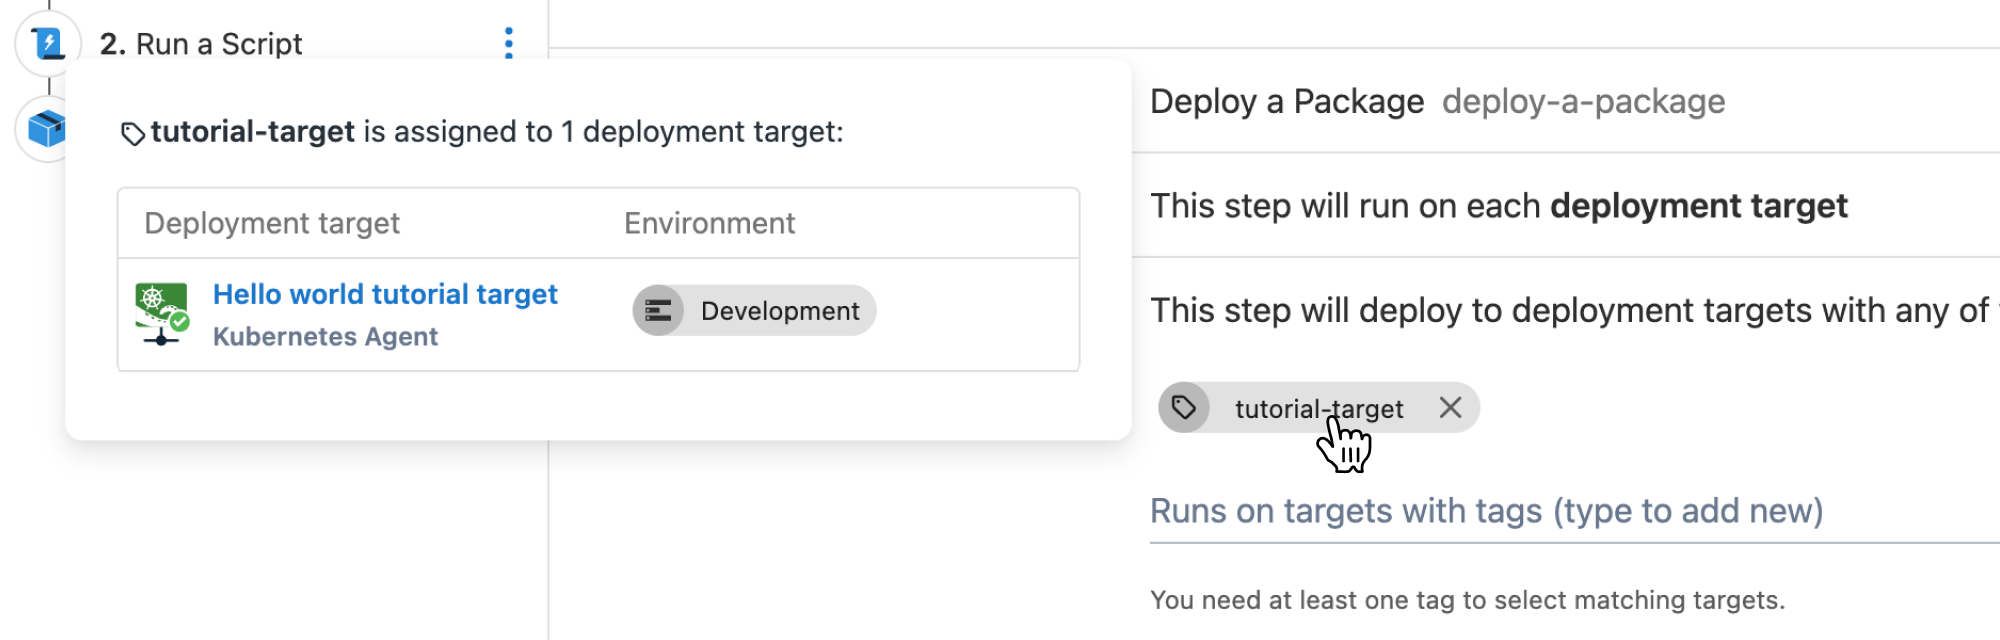 2. Run a Script
tutorial-target is assigned to 1 deployment target:
Deployment target Environment
Hello world tutorial target
Kubernetes Agent
Development
Deploy a Package deploy-a-package
This step will run on each deployment target
This step will deploy to deployment targets with any of
tutorial-target
Runs on targets with tags (type to add new)
You need at least one tag to select matching targets.